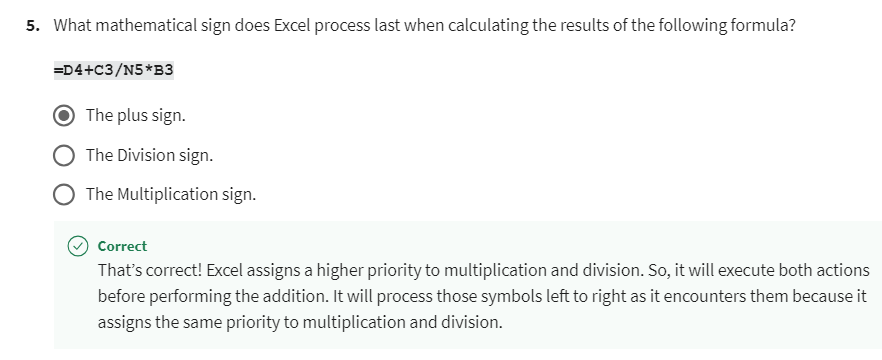 5. What mathematical sign does Excel process last when calculating the results of the following formula?
=D4+C3/N5*B3
The plus sign.
The Division sign.
The Multiplication sign.
Correct
That’s correct! Excel assigns a higher priority to multiplication and division. So, it will execute both actions
before performing the addition. It will process those symbols left to right as it encounters them because it
assigns the same priority to multiplication and division.